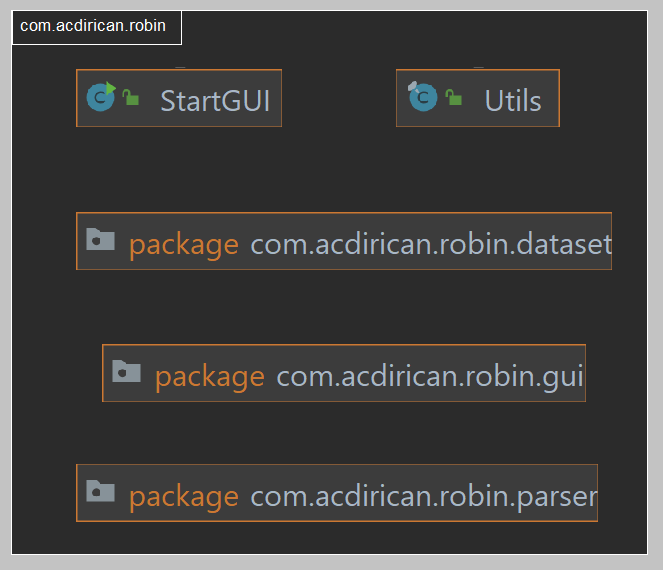 com.acdirican.robin
StartGUI
Utils
package com.acdirican.robin.dataset
package com.acdirican.robin.gui
package com.acdirican.robin.parser